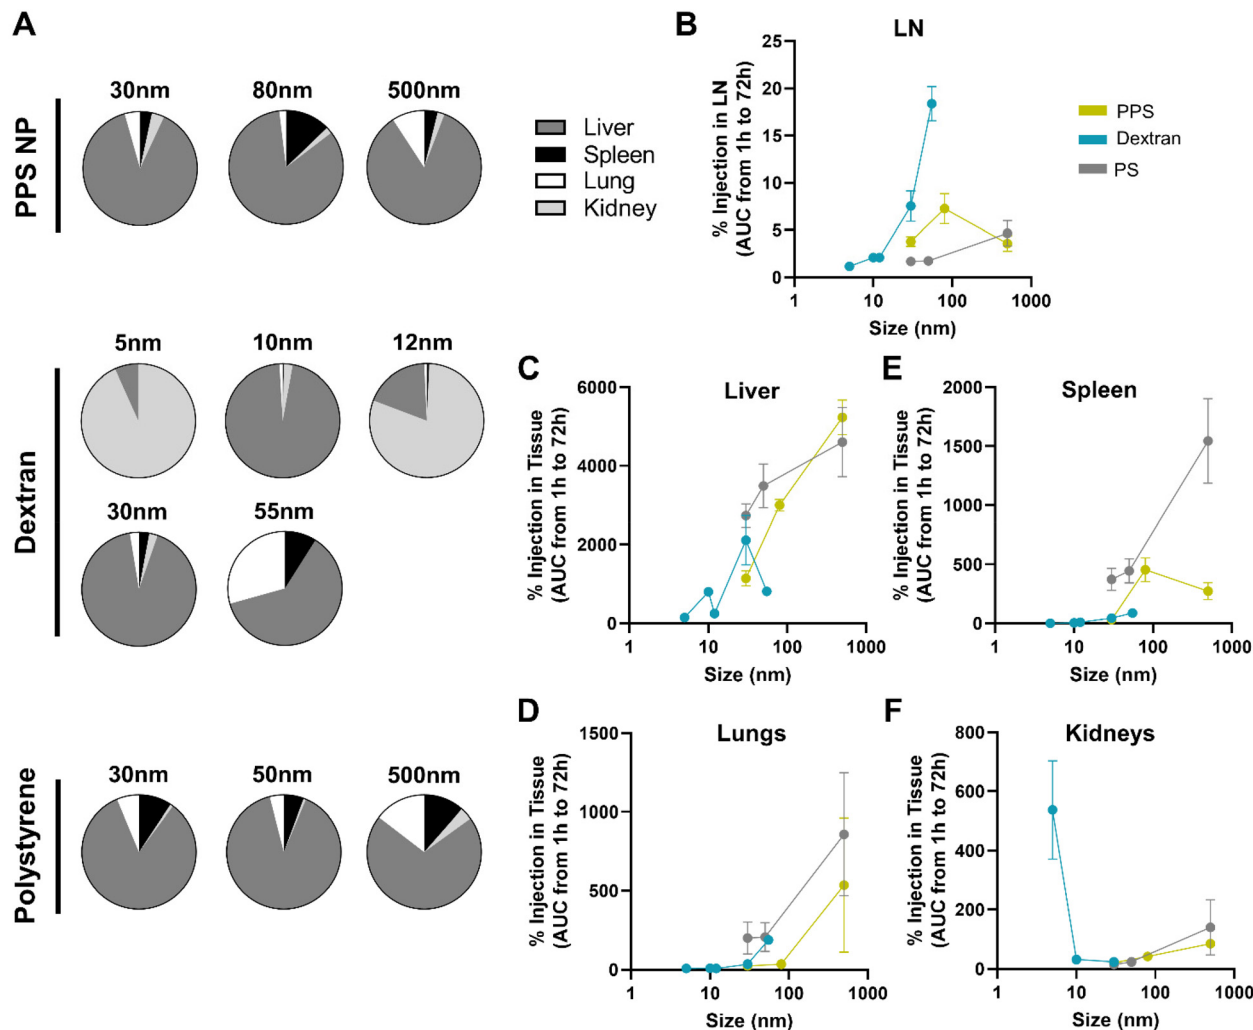 A
PPS NP
30nm
80nm
500nm
Liver
Spleen
Lung
Kidney
Dextran
5nm
10nm
12nm
30nm
55nm
Polystyrene
30nm
50nm
500nm
B
LN
% Injection in LN
(AUC from 1h to 72h)
25
20
15
10
5
0
1
10
100
1000
Size (nm)
PPS
Dextran
PS
C
Liver
% Injection in Tissue
(AUC from 1h to 72h)
6000
4000
2000
0
1
10
100
1000
Size (nm)
E
Spleen
% Injection in Tissue
(AUC from 1h to 72h)
2000
1500
1000
500
0
1
10
100
1000
Size (nm)
D
Lungs
% Injection in Tissue
(AUC from 1h to 72h)
1500
1000
500
0
1
10
100
1000
Size (nm)
F
Kidneys
% Injection in Tissue
(AUC from 1h to 72h)
800
600
400
200
0
1
10
100
1000
Size (nm)